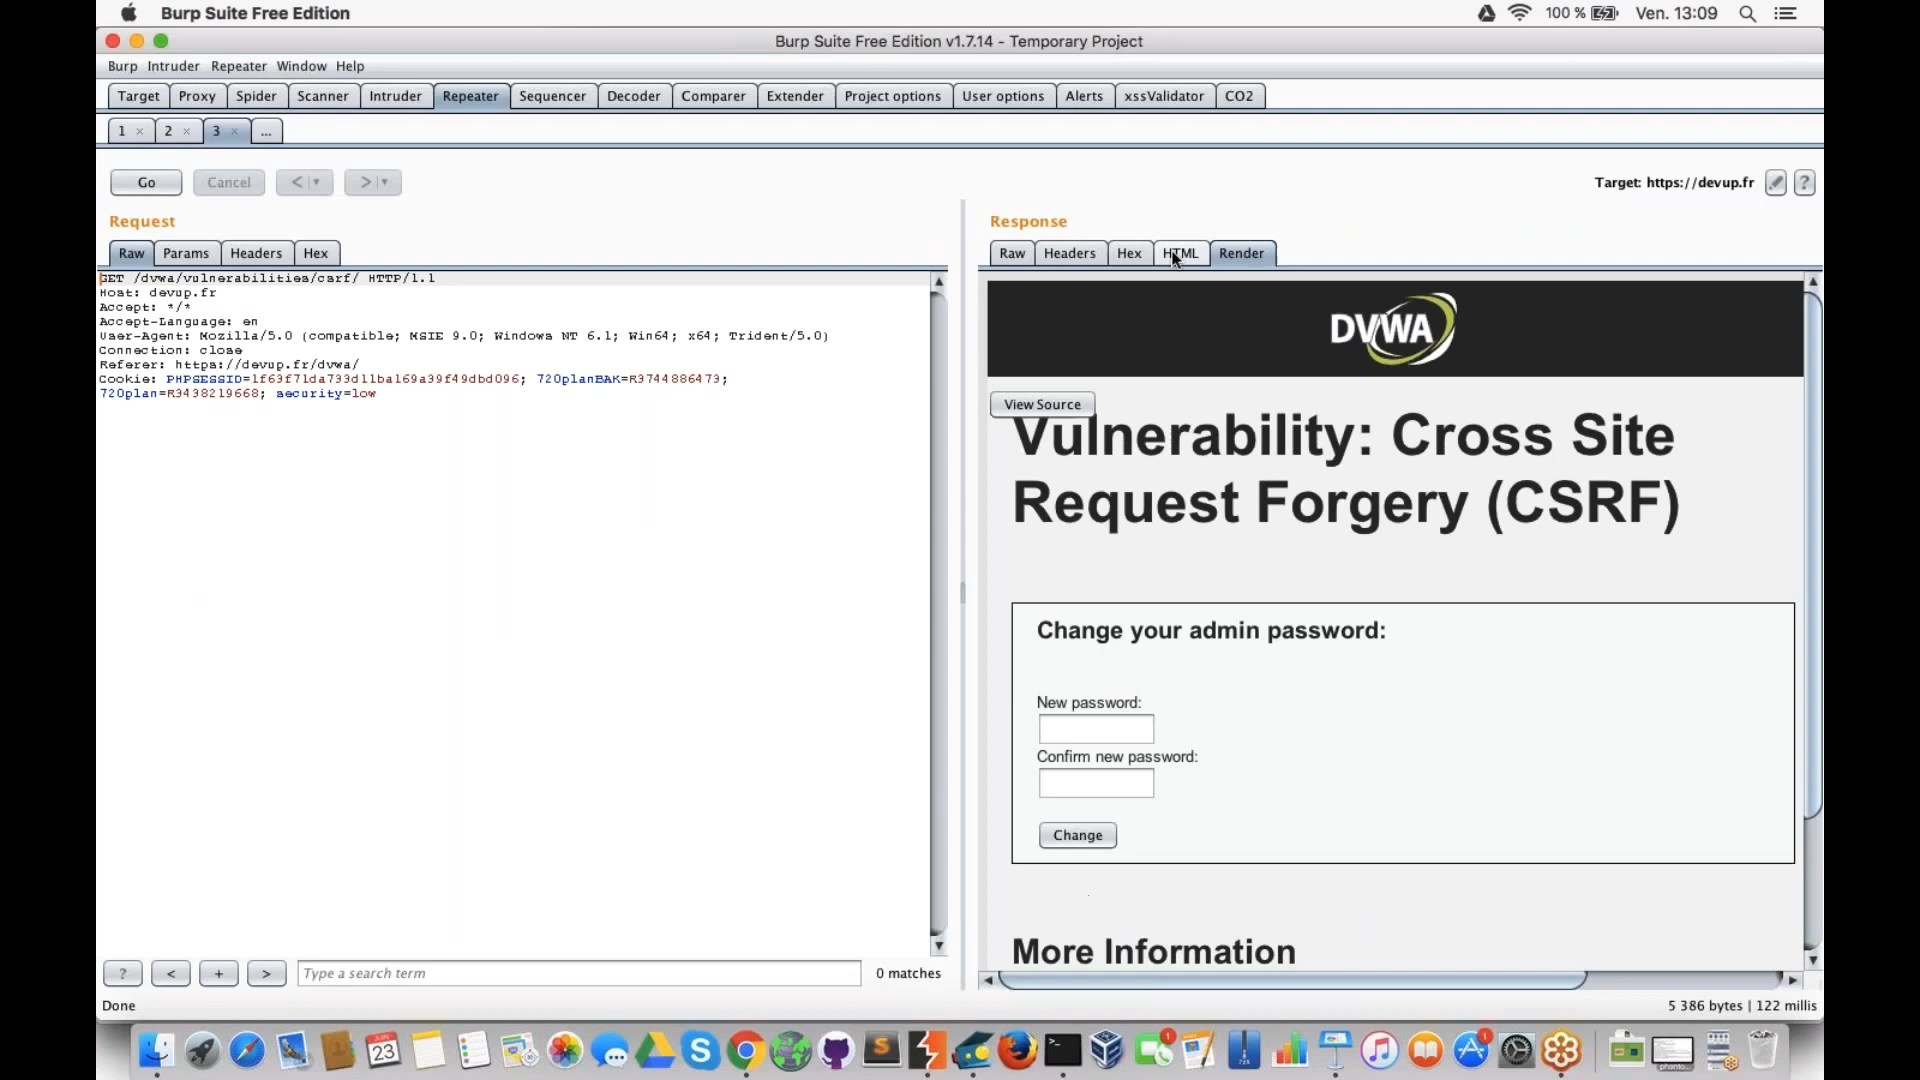 Burp Suite Free Edition
100 %
Ven. 13:09
Burp Suite Free Edition v1.7.14 - Temporary Project
Burp Intruder Repeater Window Help
Target Proxy Spider Scanner Intruder Repeater Sequencer Decoder Comparer Extender Project options User options Alerts xssValidator CO2
1 × 2 × 3 × ...
Go Cancel < > Target: https://devup.fr ?
Request
Response
Raw Params Headers Hex
Raw Headers Hex HTML Render
GET /dvwa/vulnerabilities/csrf/ HTTP/1.1
Host: devup.fr
Accept: */*
Accept-Language: en
User-Agent: Mozilla/5.0 (compatible; MSIE 9.0; Windows NT 6.1; Win64; x64; Trident/5.0)
Connection: close
Referer: https://devup.fr/dvwa/
Cookie: PHPSESSID=1f63f71da733d11ba169a39f49dbd096; 720planBAK=R3744886473;
720plan=R3438219668; security=low
DVWA
View Source
Vulnerability: Cross Site
Request Forgery (CSRF)
Change your admin password:
New password:
Confirm new password:
Change
More Information
? < + > Type a search term 0 matches
Done
5 386 bytes | 122 millis
23